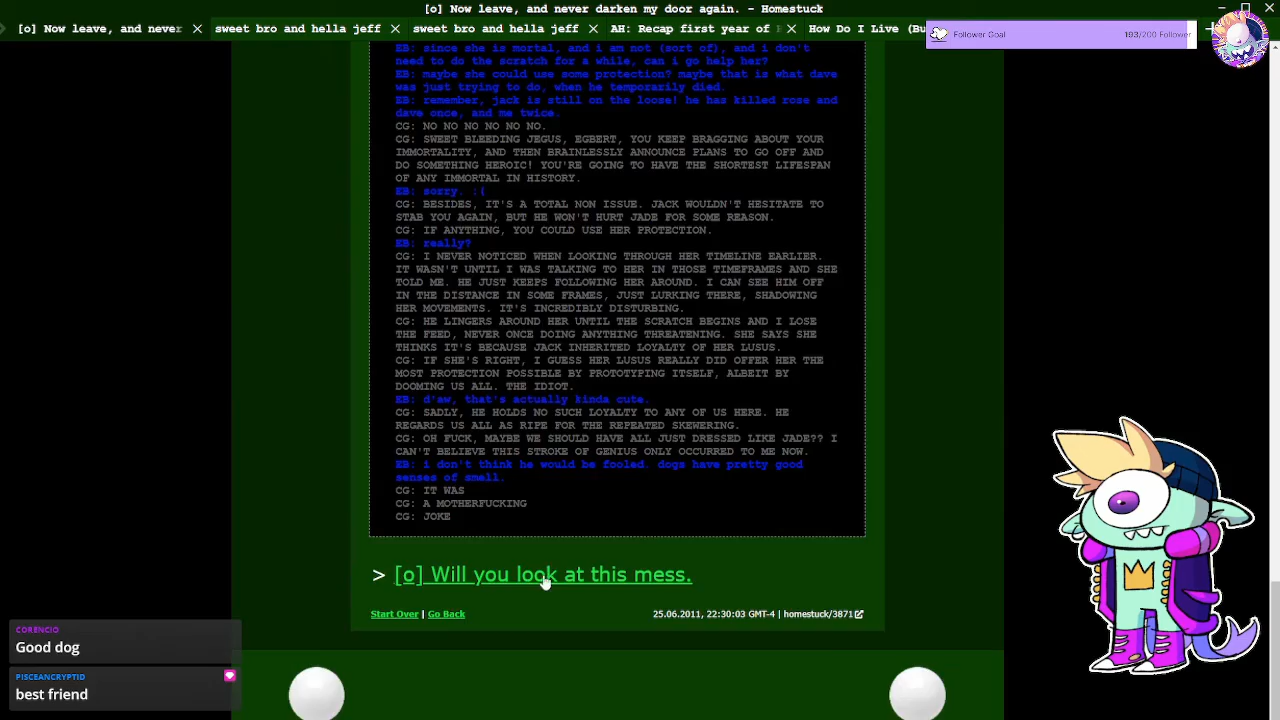 [o] Now leave, and never darken my door again. - Homestuck
[o] Now leave, and never
sweet bro and hella jeff
sweet bro and hella jeff
AH: Recap first year of
How Do I Live (Bu
Follower Goal
193/200 Follower
EB: since she is mortal, and i am not (sort of), and i don't
need to do the scratch for a while, can i go help her?
EB: maybe she could use some protection? maybe that is what dave
was just trying to do, when he temporarily died.
EB: remember, jack is still on the loose! he has killed rose and
dave once, and me twice.
CG: NO NO NO NO NO NO.
CG: SWEET BLEEDING JEGUS, EGBERT, YOU KEEP BRAGGING ABOUT YOUR
IMMORTALITY, AND THEN BRAINLESSLY ANNOUNCE PLANS TO GO OFF AND
DO SOMETHING HEROIC! YOU'RE GOING TO HAVE THE SHORTEST LIFESPAN
OF ANY IMMORTAL IN HISTORY.
EB: sorry. :(
CG: BESIDES, IT'S A TOTAL NON ISSUE. JACK WOULDN'T HESITATE TO
STAB YOU AGAIN, BUT HE WON'T HURT JADE FOR SOME REASON.
CG: IF ANYTHING, YOU COULD USE HER PROTECTION.
EB: really?
CG: I NEVER NOTICED WHEN LOOKING THROUGH HER TIMELINE EARLIER.
IT WASN'T UNTIL I WAS TALKING TO HER IN THOSE TIMEFRAMES AND SHE
TOLD ME. HE JUST KEEPS FOLLOWING HER AROUND. I CAN SEE HIM OFF
IN THE DISTANCE IN SOME FRAMES, JUST LURKING THERE, SHADOWING
HER MOVEMENTS. IT'S INCREDIBLY DISTURBING.
CG: HE LINGERS AROUND HER UNTIL THE SCRATCH BEGINS AND I LOSE
THE FEED, NEVER ONCE DOING ANYTHING THREATENING. SHE SAYS SHE
THINKS IT'S BECAUSE JACK INHERITED LOYALTY OF HER LUSUS.
CG: IF SHE'S RIGHT, I GUESS HER LUSUS REALLY DID OFFER HER THE
MOST PROTECTION POSSIBLE BY PROTOTYPING ITSELF, ALBEIT BY
DOOMING US ALL. THE IDIOT.
EB: d'aw, that's actually kinda cute.
CG: SADLY, HE HOLDS NO SUCH LOYALTY TO ANY OF US HERE. HE
REGARDS US ALL AS RIPE FOR THE REPEATED SKEWERING.
CG: OH FUCK, MAYBE WE SHOULD HAVE ALL JUST DRESSED LIKE JADE?? I
CAN'T BELIEVE THIS STROKE OF GENIUS ONLY OCCURRED TO ME NOW.
EB: i don't think he would be fooled. dogs have pretty good
senses of smell.
CG: IT WAS
CG: A MOTHERFUCKING
CG: JOKE
> [o] Will you look at this mess.
Start Over | Go Back
25.06.2011, 22:30:03 GMT-4 | homestuck/3871
CORENCIO
Good dog
PISCEANCRYPTID
best friend